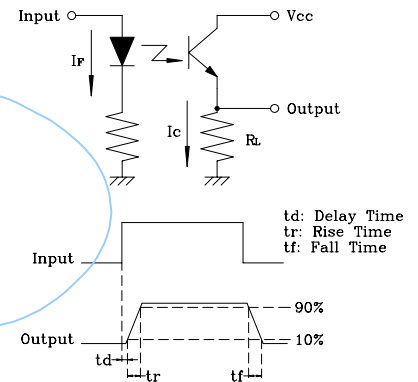 Input
Vcc
IF
Output
Ic
RL
td: Delay Time
tr: Rise Time
tf: Fall Time
Input
90%
Output
10%
td
tr
tf